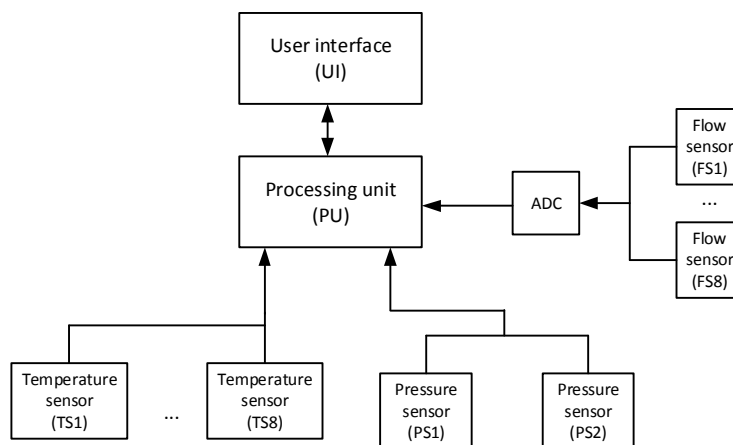 User interface
(UI)
Processing unit
(PU)
ADC
Flow
sensor
(FS1)
...
Flow
sensor
(FS8)
Temperature
sensor
(TS1)
...
Temperature
sensor
(TS8)
Pressure
sensor
(PS1)
Pressure
sensor
(PS2)